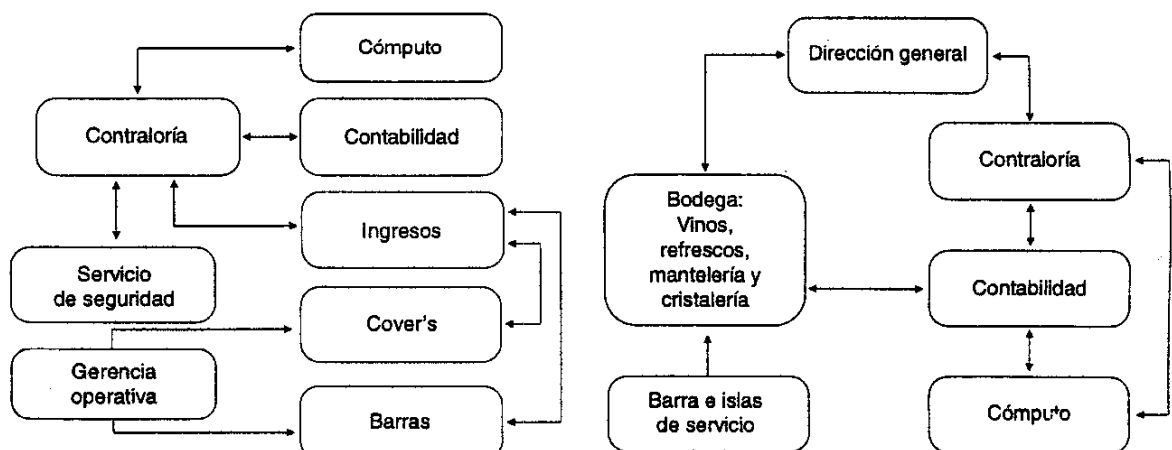 Cómputo
Contraloría
Contabilidad
Ingresos
Servicio
de seguridad
Cover's
Gerencia
operativa
Barras
Dirección general
Contraloría
Bodega:
Vinos,
refrescos,
mantelería y
cristalería
Contabilidad
Barra e islas
de servicio
Cómputo